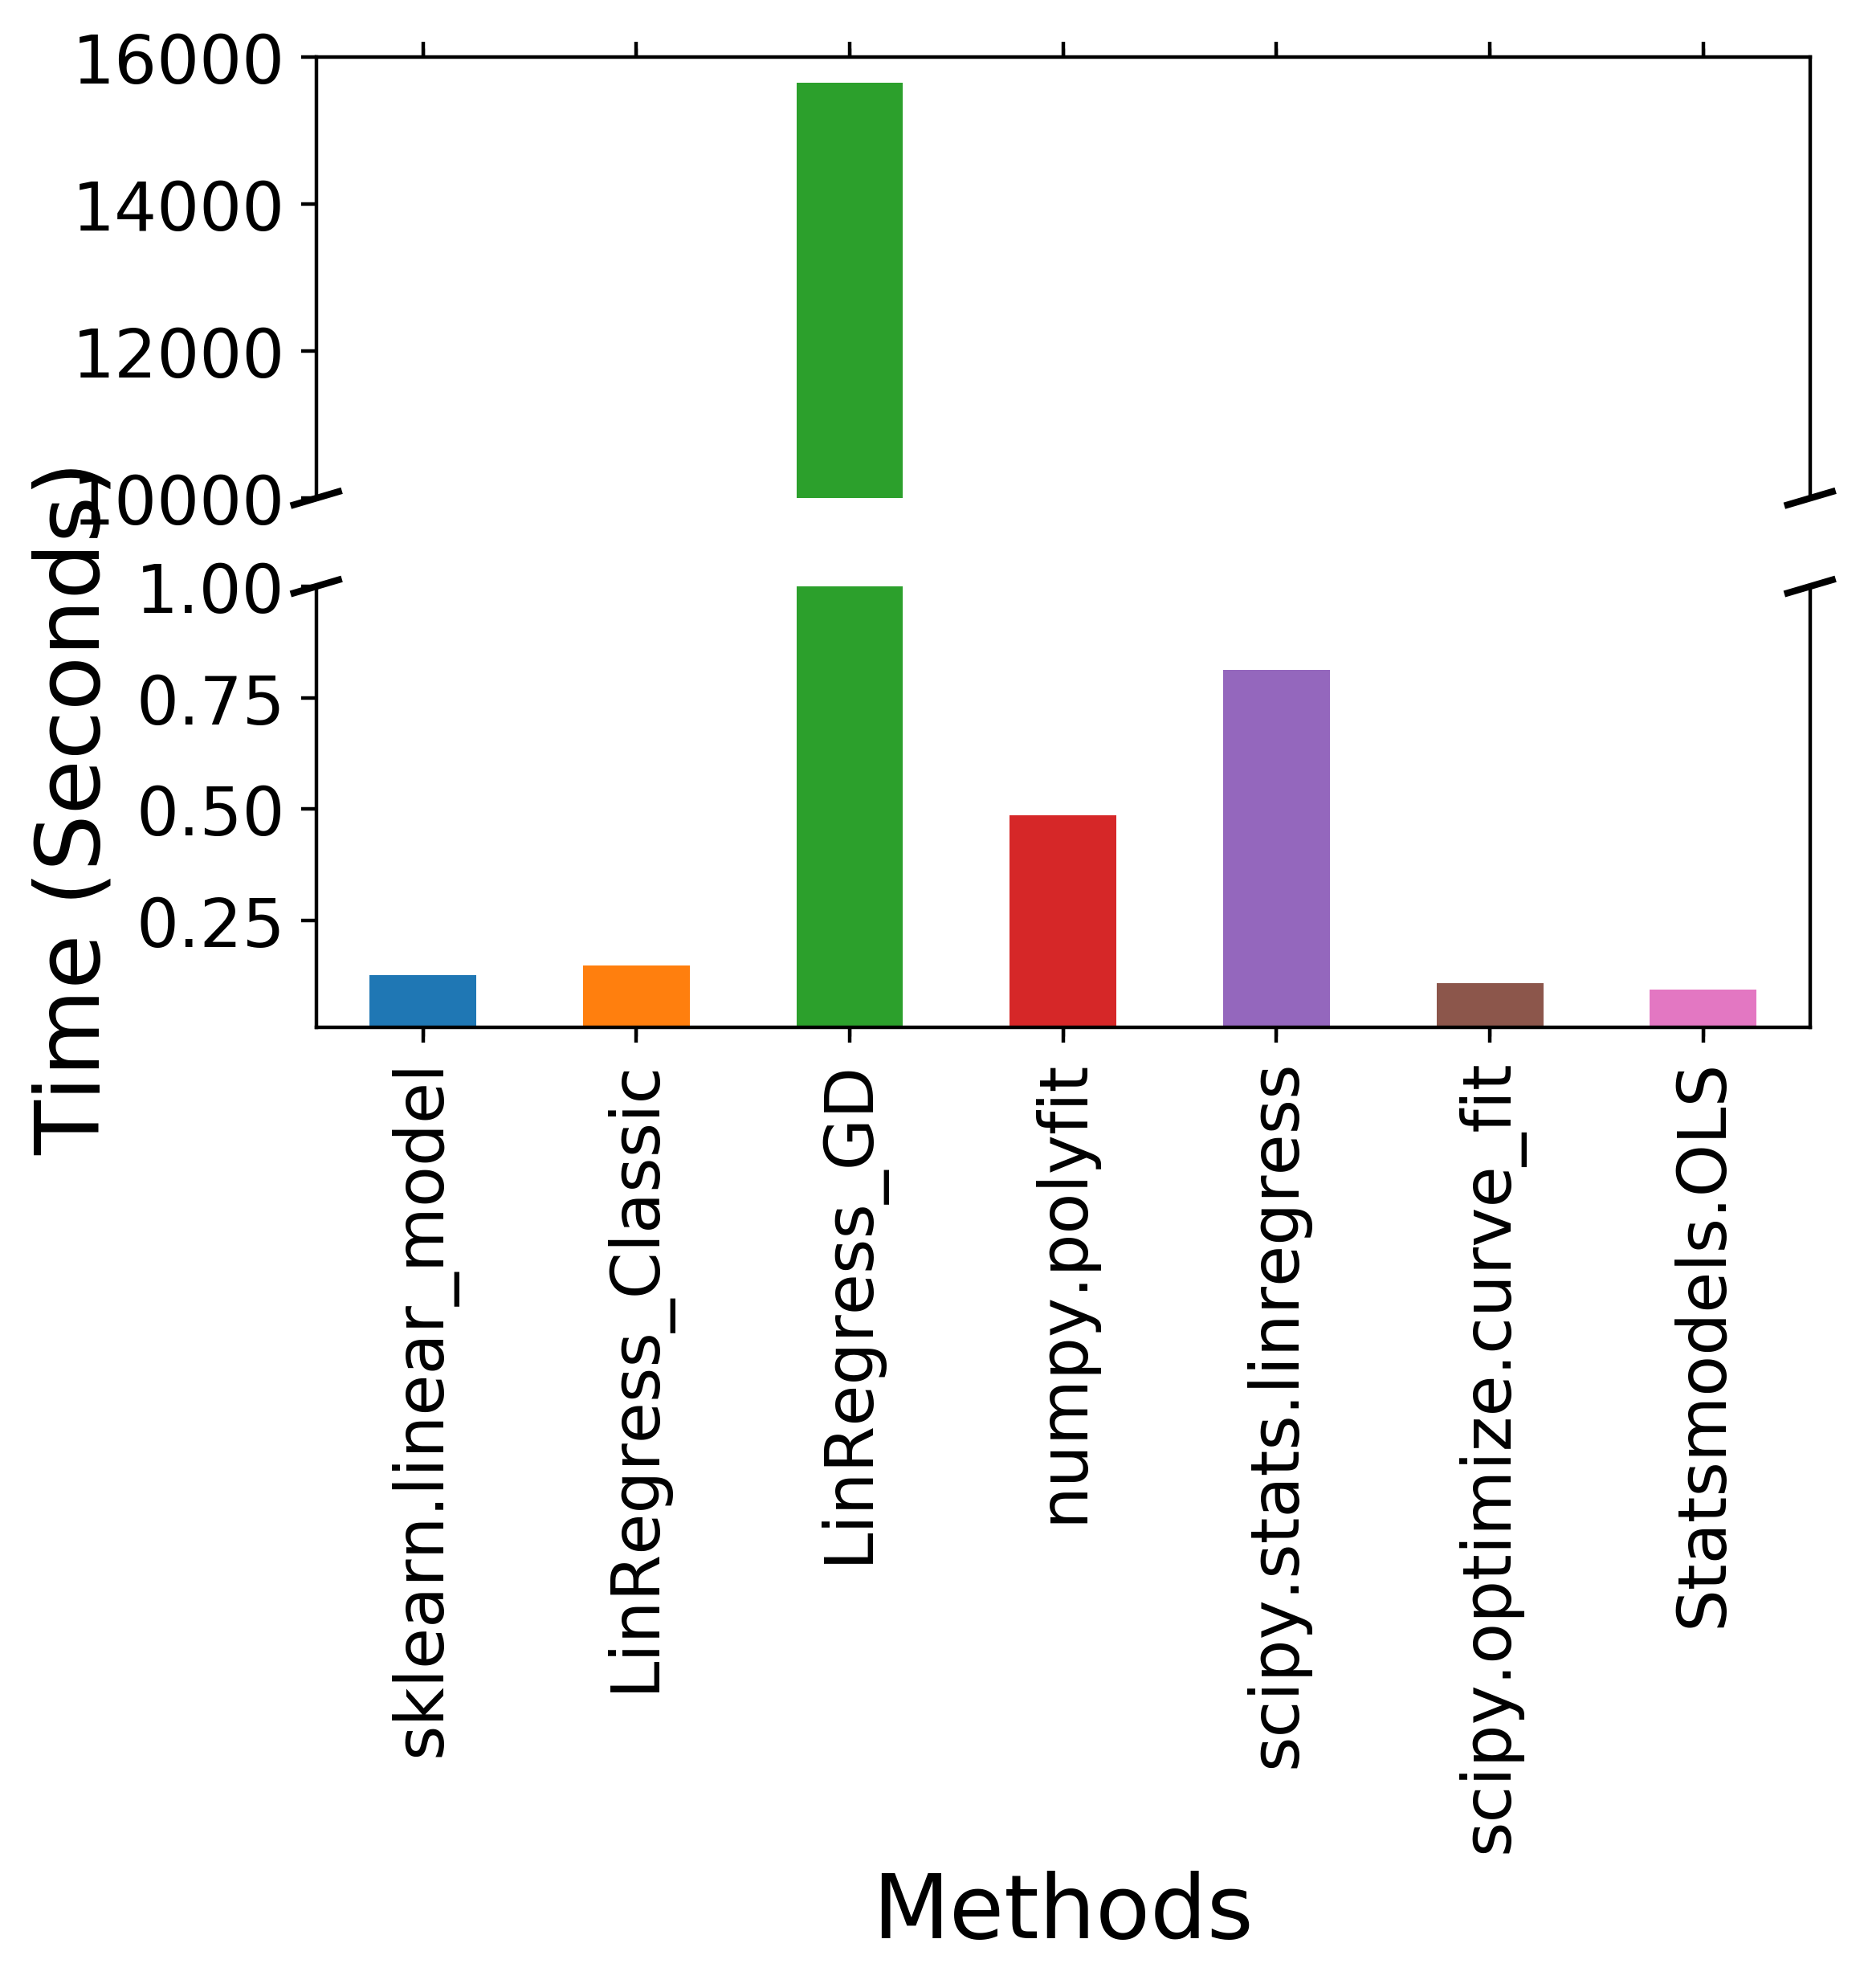 16000
14000
12000
10000
1.00
0.75
0.50
0.25
Time (Seconds)
sklearn.linear_model
LinRegress_Classic
LinRegress_GD
numpy.polyfit
scipy.stats.linregress
scipy.optimize.curve_fit
Statsmodels.OLS
Methods